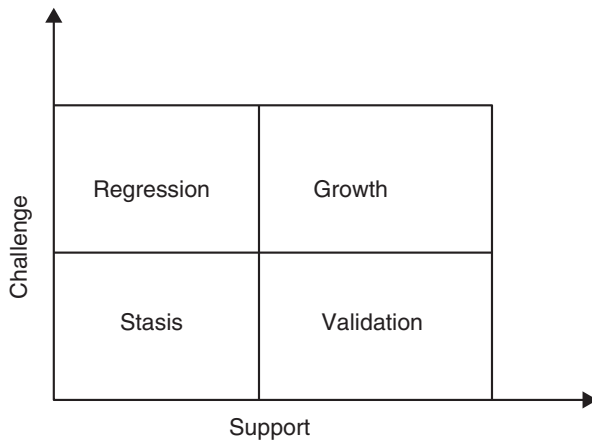 Challenge
Regression
Growth
Stasis
Validation
Support